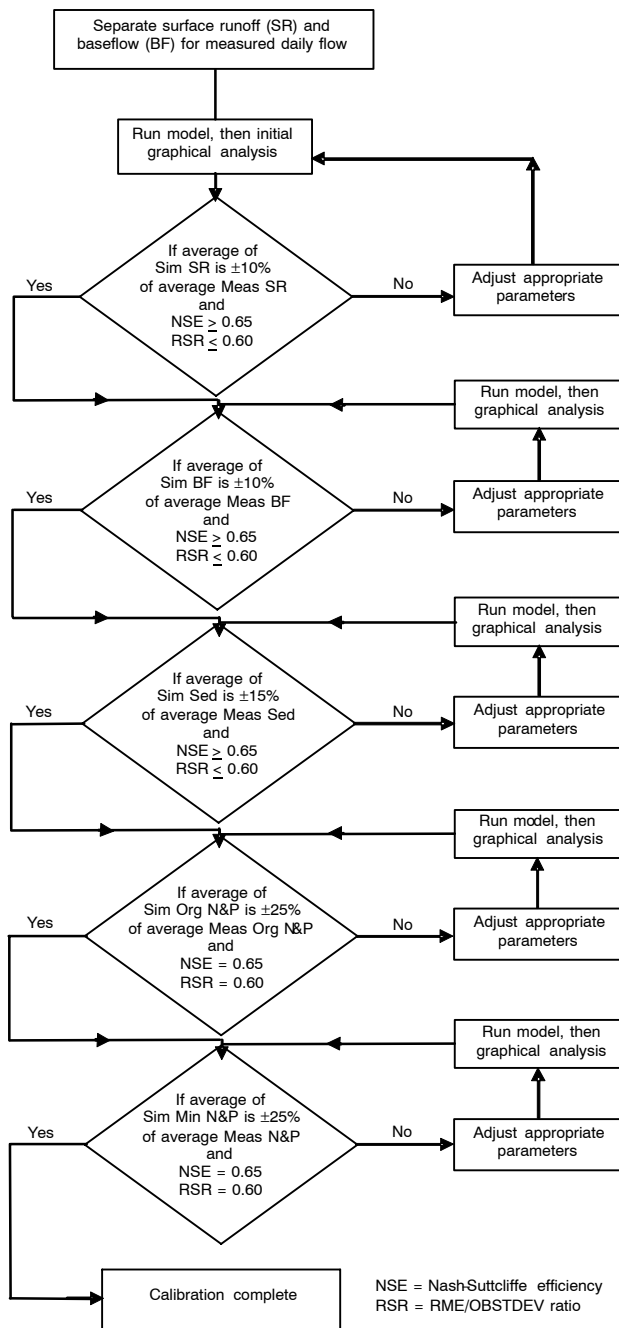 Separate surface runoff (SR) and
baseflow (BF) for measured daily flow
Run model, then initial
graphical analysis
If average of
Sim SR is ±10%
of average Meas SR
and
NSE ≥ 0.65
RSR ≤ 0.60
Yes
No
Adjust appropriate
parameters
Run model, then
graphical analysis
If average of
Sim BF is ±10%
of average Meas BF
and
NSE ≥ 0.65
RSR ≤ 0.60
Yes
No
Adjust appropriate
parameters
Run model, then
graphical analysis
If average of
Sim Sed is ±15%
of average Meas Sed
and
NSE ≥ 0.65
RSR ≤ 0.60
Yes
No
Adjust appropriate
parameters
Run model, then
graphical analysis
If average of
Sim Org N&P is ±25%
of average Meas Org N&P
and
NSE = 0.65
RSR = 0.60
Yes
No
Adjust appropriate
parameters
Run model, then
graphical analysis
If average of
Sim Min N&P is ±25%
of average Meas N&P
and
NSE = 0.65
RSR = 0.60
Yes
No
Adjust appropriate
parameters
Calibration complete
NSE = Nash-Suttcliffe efficiency
RSR = RME/OBSTDEV ratio